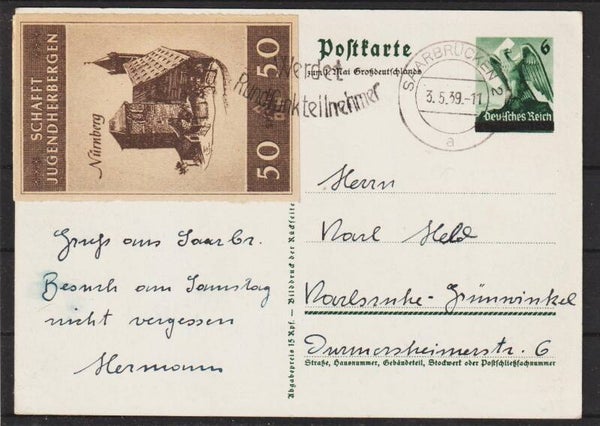 SCHAFFT
JUGENDHERBERGEN
Nürnberg
50 50
Werdet
Rundfunkteilnehmer
Postkarte
zum 1. Mai Großdeutschlands
SAARBRÜCKEN 2
3.5.39.-11
a
6
Deutsches Reich
Gruß aus Saarbr.
Besuch am Samstag
nicht vergessen
Hermann
Abgabepreis 15 Rpf. – Bilddruck der Rückseite
Herrn
Karl Held
Karlsruhe-Grünwinkel
Durmersheimerstr. 6
Straße, Hausnummer, Gebäudeteil, Stockwerk oder Postschließfachnummer